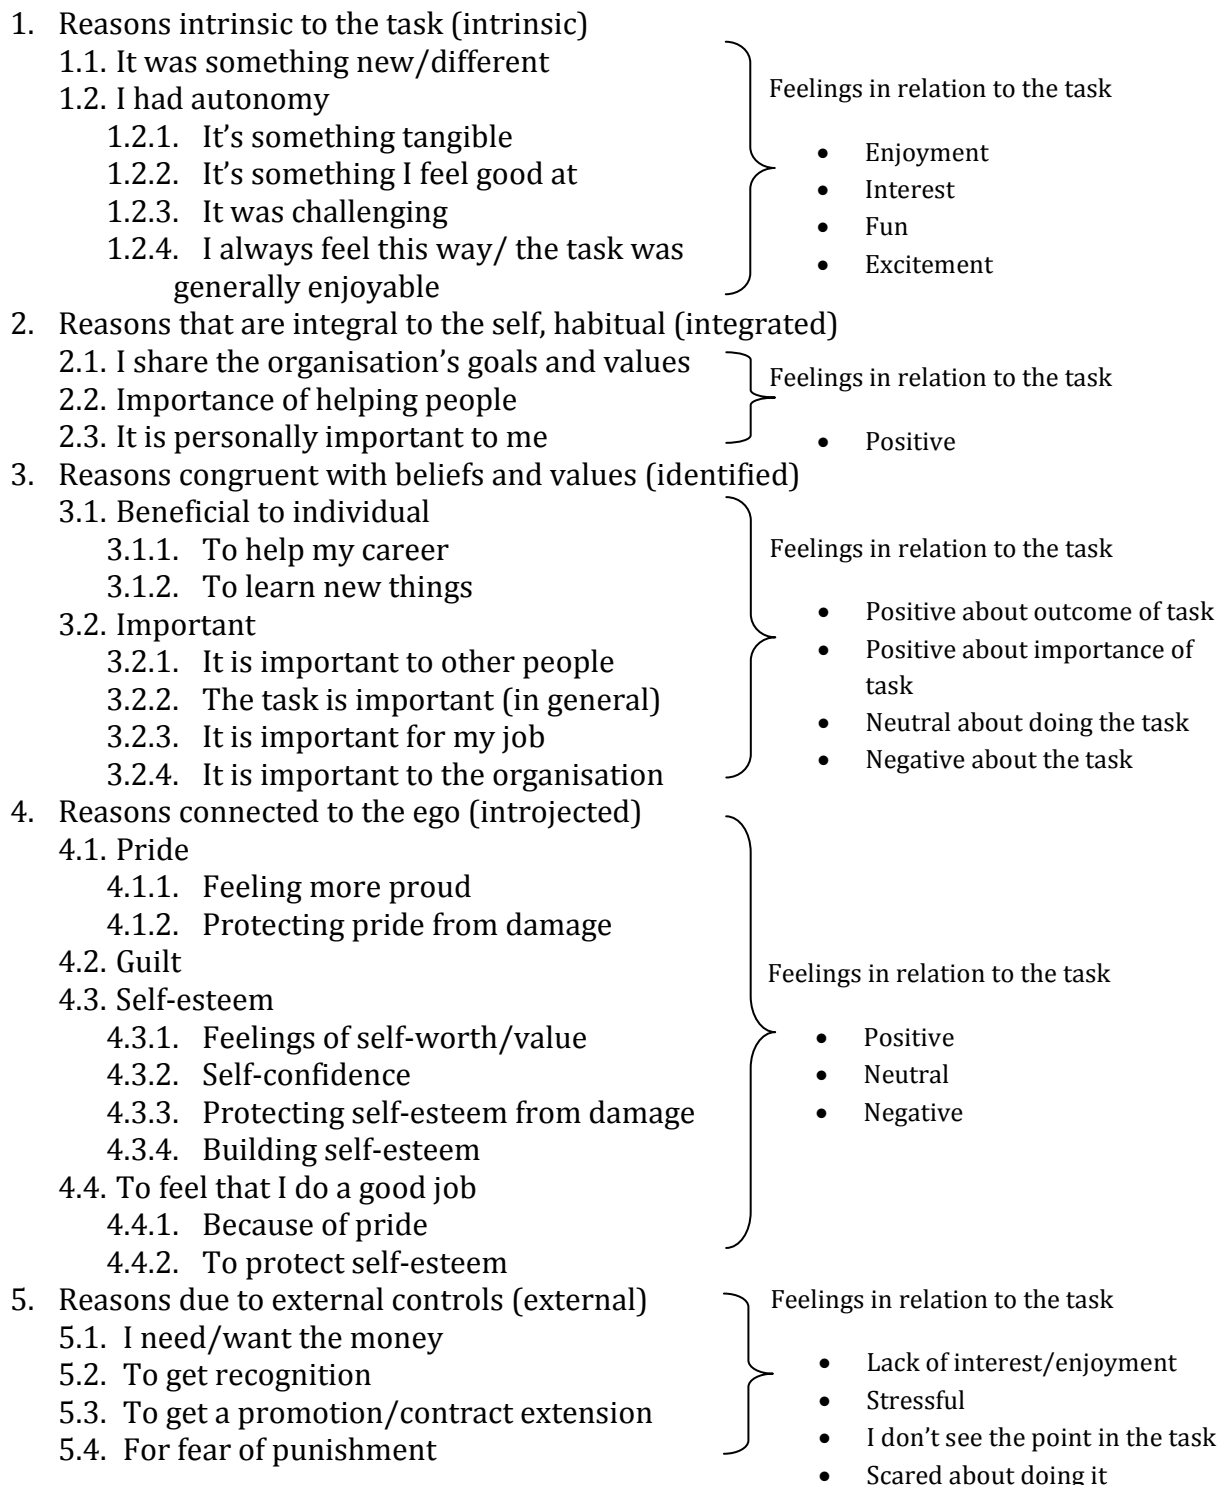 1. Reasons intrinsic to the task (intrinsic)
1.1. It was something new/different
1.2. I had autonomy
1.2.1. It’s something tangible
1.2.2. It’s something I feel good at
1.2.3. It was challenging
1.2.4. I always feel this way/ the task was
generally enjoyable
Feelings in relation to the task
• Enjoyment
• Interest
• Fun
• Excitement
2. Reasons that are integral to the self, habitual (integrated)
2.1. I share the organisation’s goals and values
2.2. Importance of helping people
2.3. It is personally important to me
Feelings in relation to the task
• Positive
3. Reasons congruent with beliefs and values (identified)
3.1. Beneficial to individual
3.1.1. To help my career
3.1.2. To learn new things
3.2. Important
3.2.1. It is important to other people
3.2.2. The task is important (in general)
3.2.3. It is important for my job
3.2.4. It is important to the organisation
Feelings in relation to the task
• Positive about outcome of task
• Positive about importance of
task
• Neutral about doing the task
• Negative about the task
4. Reasons connected to the ego (introjected)
4.1. Pride
4.1.1. Feeling more proud
4.1.2. Protecting pride from damage
4.2. Guilt
4.3. Self-esteem
4.3.1. Feelings of self-worth/value
4.3.2. Self-confidence
4.3.3. Protecting self-esteem from damage
4.3.4. Building self-esteem
4.4. To feel that I do a good job
4.4.1. Because of pride
4.4.2. To protect self-esteem
Feelings in relation to the task
• Positive
• Neutral
• Negative
5. Reasons due to external controls (external)
5.1. I need/want the money
5.2. To get recognition
5.3. To get a promotion/contract extension
5.4. For fear of punishment
Feelings in relation to the task
• Lack of interest/enjoyment
• Stressful
• I don’t see the point in the task
• Scared about doing it